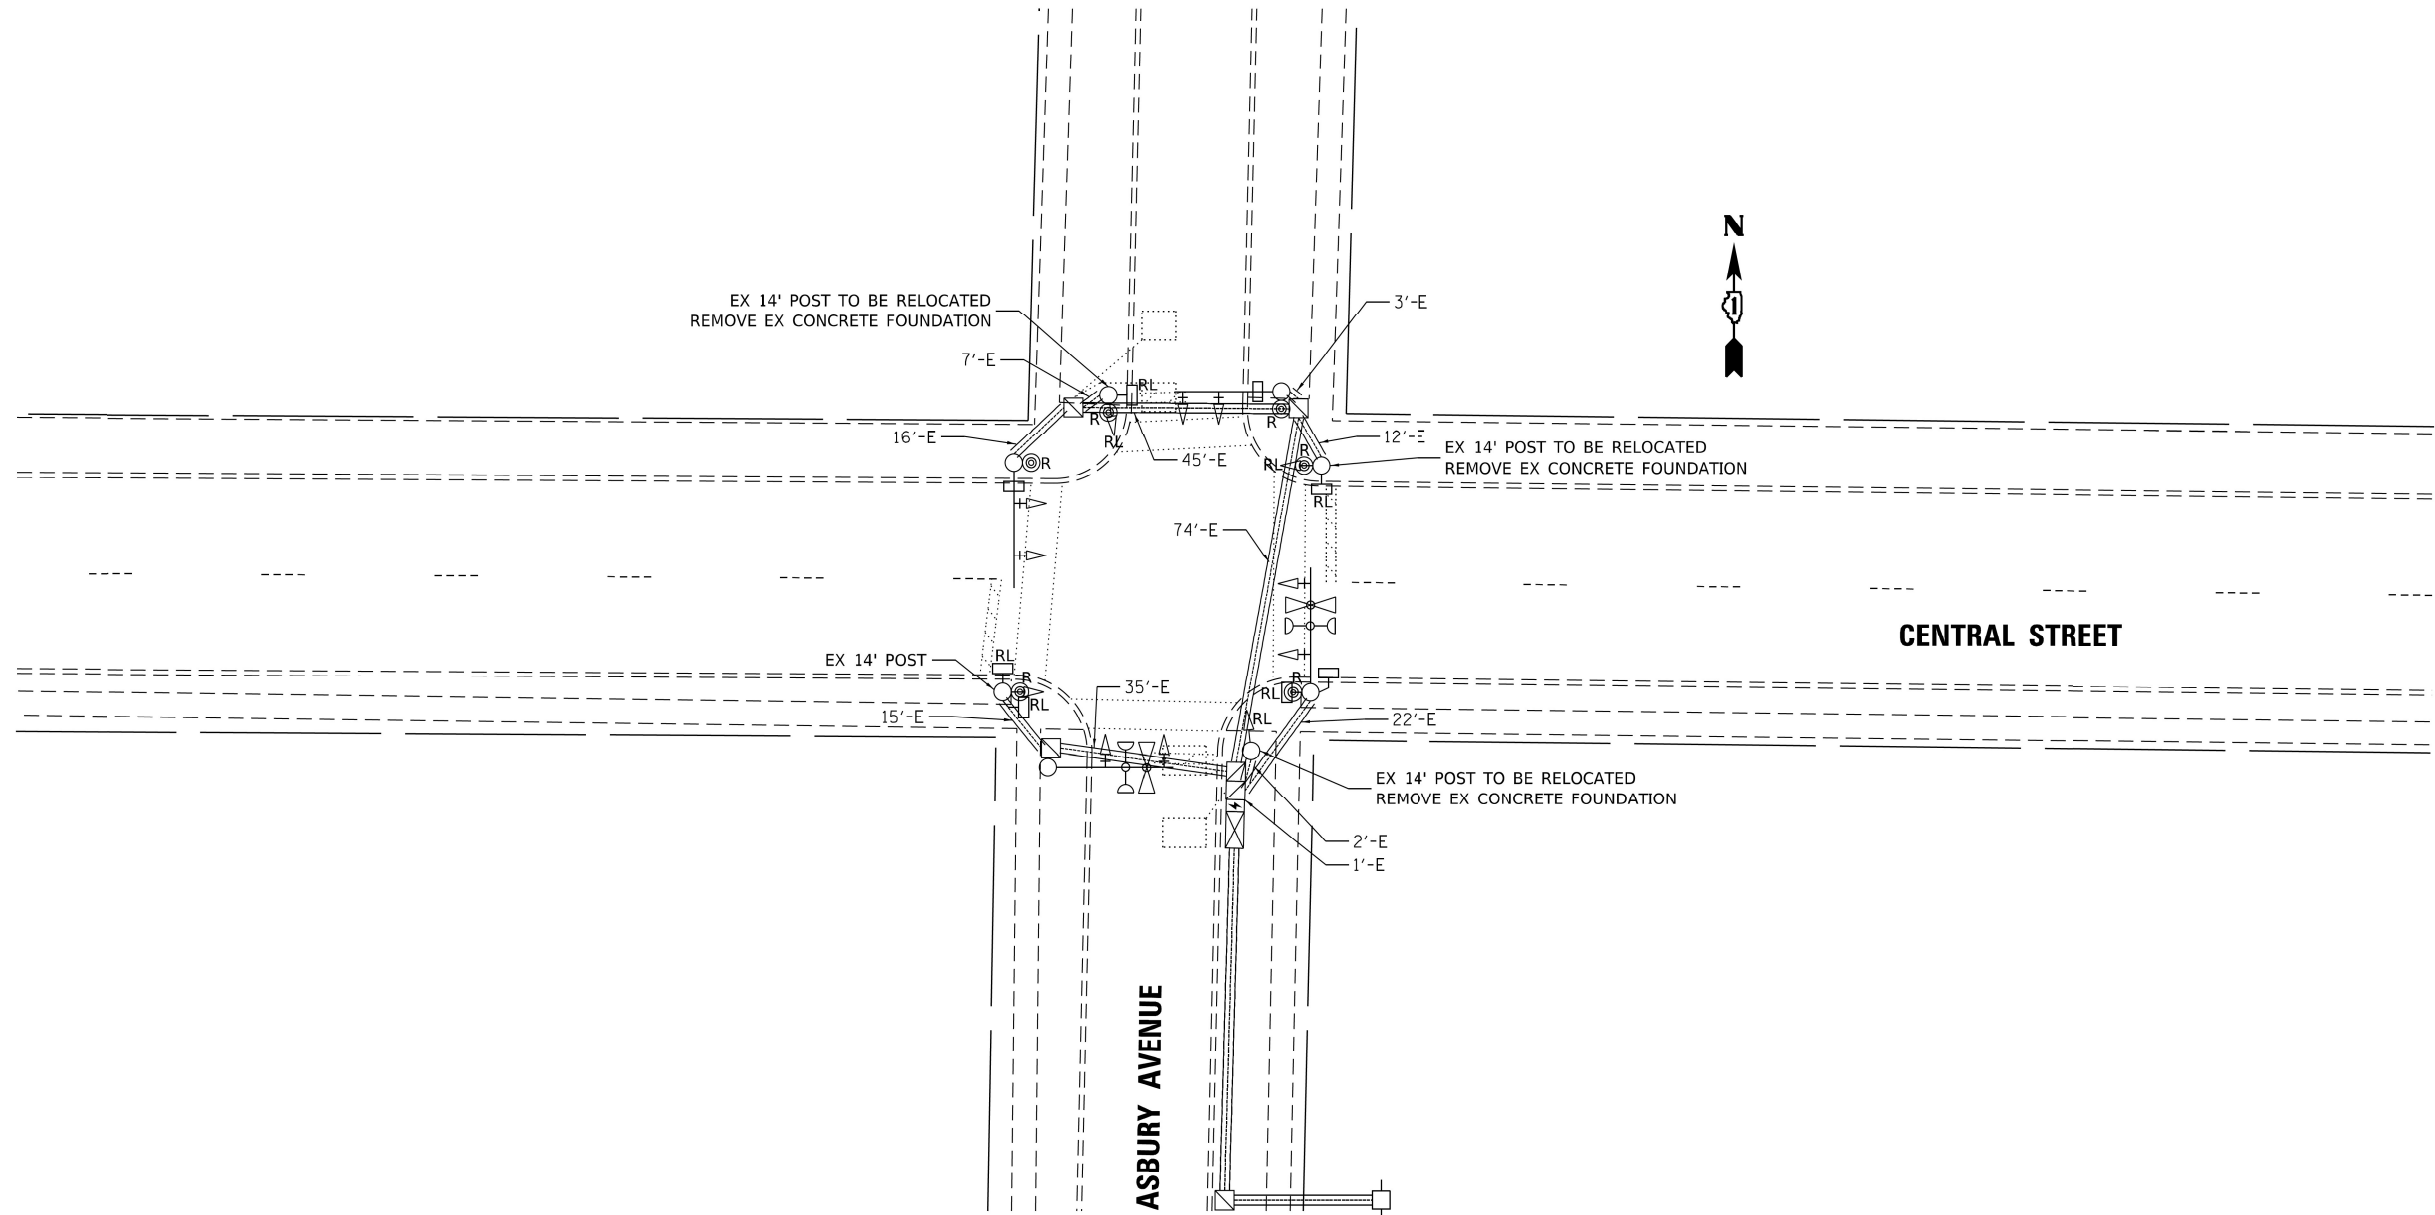 N
1
EX 14' POST TO BE RELOCATED
REMOVE EX CONCRETE FOUNDATION
3'-E
7'-E
RL
R
R
RL
16'-E
12'-E
EX 14' POST TO BE RELOCATED
REMOVE EX CONCRETE FOUNDATION
R
45'-E
R
RL
RL
74'-E
CENTRAL STREET
EX 14' POST
RL
R
RL
35'-E
R
RL
15'-E
RL
22'-E
EX 14' POST TO BE RELOCATED
REMOVE EX CONCRETE FOUNDATION
2'-E
1'-E
ASBURY AVENUE